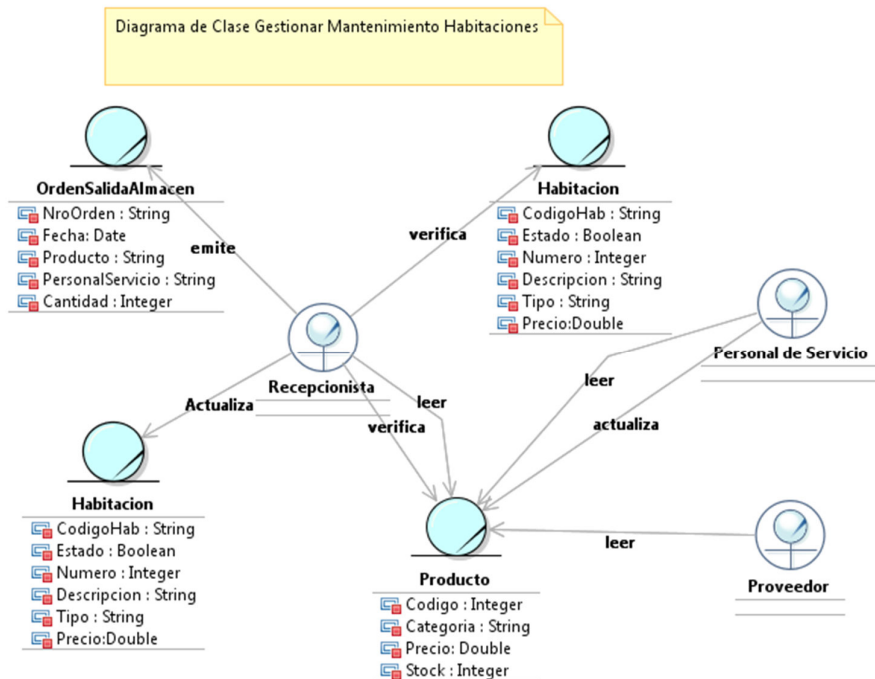 Diagrama de Clase Gestionar Mantenimiento Habitaciones
OrdenSalidaAlmacen
NroOrden : String
Fecha: Date
Producto : String
PersonalServicio : String
Cantidad : Integer
emite
verifica
Habitacion
CodigoHab : String
Estado : Boolean
Numero : Integer
Descripcion : String
Tipo : String
Precio:Double
Recepcionista
Personal de Servicio
Actualiza
leer
verifica
leer
actualiza
Habitacion
CodigoHab : String
Estado : Boolean
Numero : Integer
Descripcion : String
Tipo : String
Precio:Double
Producto
Codigo : Integer
Categoria : String
Precio: Double
Stock : Integer
leer
Proveedor